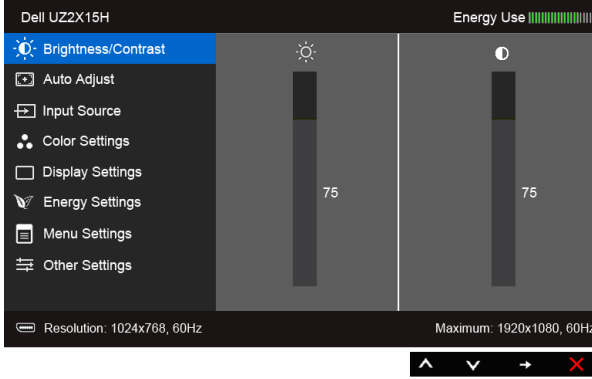 Dell UZ2X15H
Energy Use
Brightness/Contrast
Auto Adjust
Input Source
Color Settings
Display Settings
75
75
Energy Settings
Menu Settings
Other Settings
Resolution: 1024x768, 60Hz
Maximum: 1920x1080, 60Hz